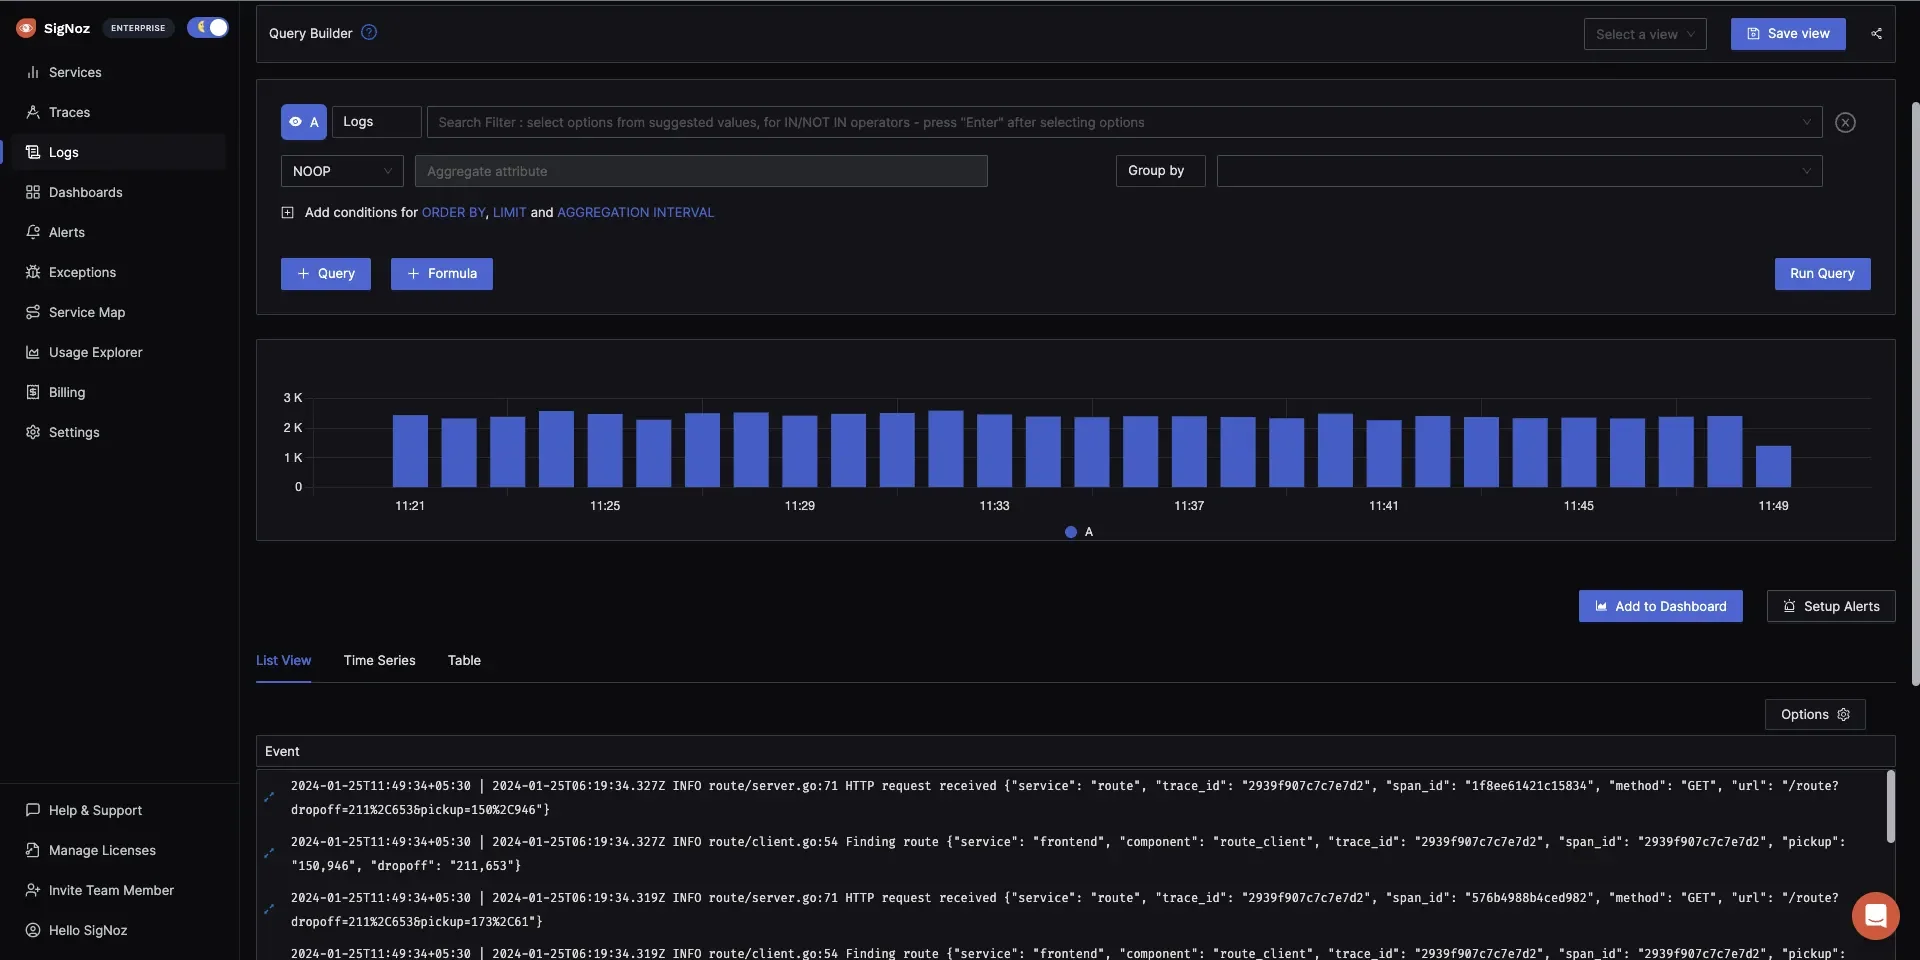 SigNoz ENTERPRISE
Services
Traces
Logs
Dashboards
Alerts
Exceptions
Service Map
Usage Explorer
Billing
Settings
Help & Support
Manage Licenses
Invite Team Member
Hello SigNoz
Query Builder ?
Select a view
Save view
A Logs Search Filter : select options from suggested values, for IN/NOT IN operators - press "Enter" after selecting options
NOOP Aggregate attribute Group by
Add conditions for ORDER BY, LIMIT and AGGREGATION INTERVAL
+ Query + Formula Run Query
3 K
2 K
1 K
0
11:21 11:25 11:29 11:33 11:37 11:41 11:45 11:49
A
Add to Dashboard Setup Alerts
List View Time Series Table
Options
Event
2024-01-25T11:49:34+05:30 | 2024-01-25T06:19:34.327Z INFO route/server.go:71 HTTP request received {"service": "route", "trace_id": "2939f907c7c7e7d2", "span_id": "1f8ee61421c15834", "method": "GET", "url": "/route?
dropoff=211%2C653&pickup=150%2C946"}
2024-01-25T11:49:34+05:30 | 2024-01-25T06:19:34.327Z INFO route/client.go:54 Finding route {"service": "frontend", "component": "route_client", "trace_id": "2939f907c7c7e7d2", "span_id": "2939f907c7c7e7d2", "pickup":
"150,946", "dropoff": "211,653"}
2024-01-25T11:49:34+05:30 | 2024-01-25T06:19:34.319Z INFO route/server.go:71 HTTP request received {"service": "route", "trace_id": "2939f907c7c7e7d2", "span_id": "576b4988b4ced982", "method": "GET", "url": "/route?
dropoff=211%2C653&pickup=173%2C61"}
2024-01-25T11:49:34+05:30 | 2024-01-25T06:19:34.319Z INFO route/client.go:54 Finding route {"service": "frontend", "component": "route_client", "trace_id": "2939f907c7c7e7d2", "span_id": "2939f907c7c7e7d2", "pickup":